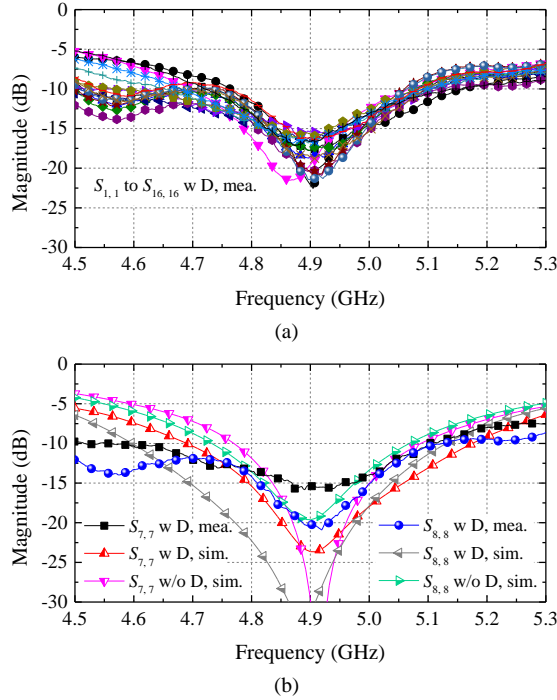 0
-5
-10
-15
-20
-25
-30
Magnitude (dB)
S1, 1 to S16, 16 w D, mea.
4.5 4.6 4.7 4.8 4.9 5.0 5.1 5.2 5.3
Frequency (GHz)
(a)
0
-5
-10
-15
-20
-25
-30
Magnitude (dB)
S7, 7 w D, mea. S8, 8 w D, mea.
S7, 7 w D, sim. S8, 8 w D, sim.
S7, 7 w/o D, sim. S8, 8 w/o D, sim.
4.5 4.6 4.7 4.8 4.9 5.0 5.1 5.2 5.3
Frequency (GHz)
(b)